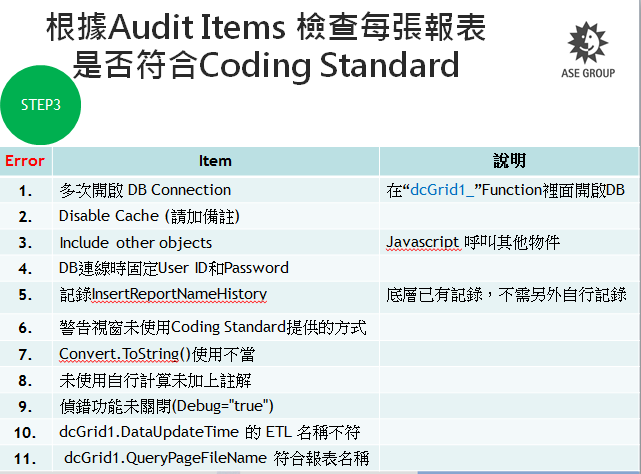 根據Audit Items 檢查每張報表
是否符合Coding Standard
ASE GROUP
STEP3
Error Item 說明
1. 多次開啟 DB Connection 在“dcGrid1_”Function裡面開啟DB
2. Disable Cache (請加備註)
3. Include other objects Javascript 呼叫其他物件
4. DB連線時固定User ID和Password
5. 記錄InsertReportNameHistory 底層已有記錄，不需另外自行記錄
6. 警告視窗未使用Coding Standard提供的方式
7. Convert.ToString()使用不當
8. 未使用自行計算未加上註解
9. 偵錯功能未關閉(Debug="true")
10. dcGrid1.DataUpdateTime 的 ETL 名稱不符
11. dcGrid1.QueryPageFileName 符合報表名稱